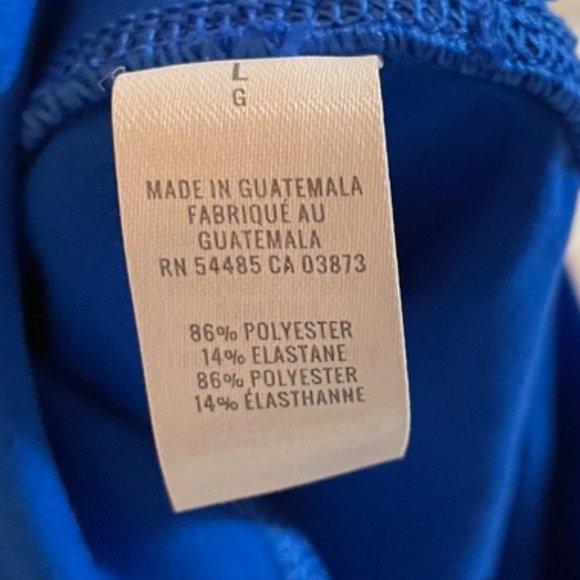 L
G
MADE IN GUATEMALA
FABRIQUÉ AU
GUATEMALA
RN 54485 CA 03873
86% POLYESTER
14% ELASTANE
86% POLYESTER
14% ÉLASTHANNE